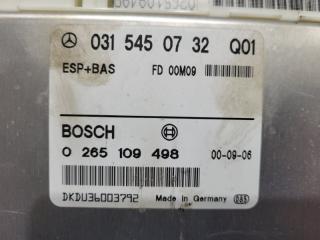 031 545 07 32 Q01
ESP+BAS FD 00M09
BOSCH
0 265 109 498 00-09-06
DKDU36003792 Made in Germany